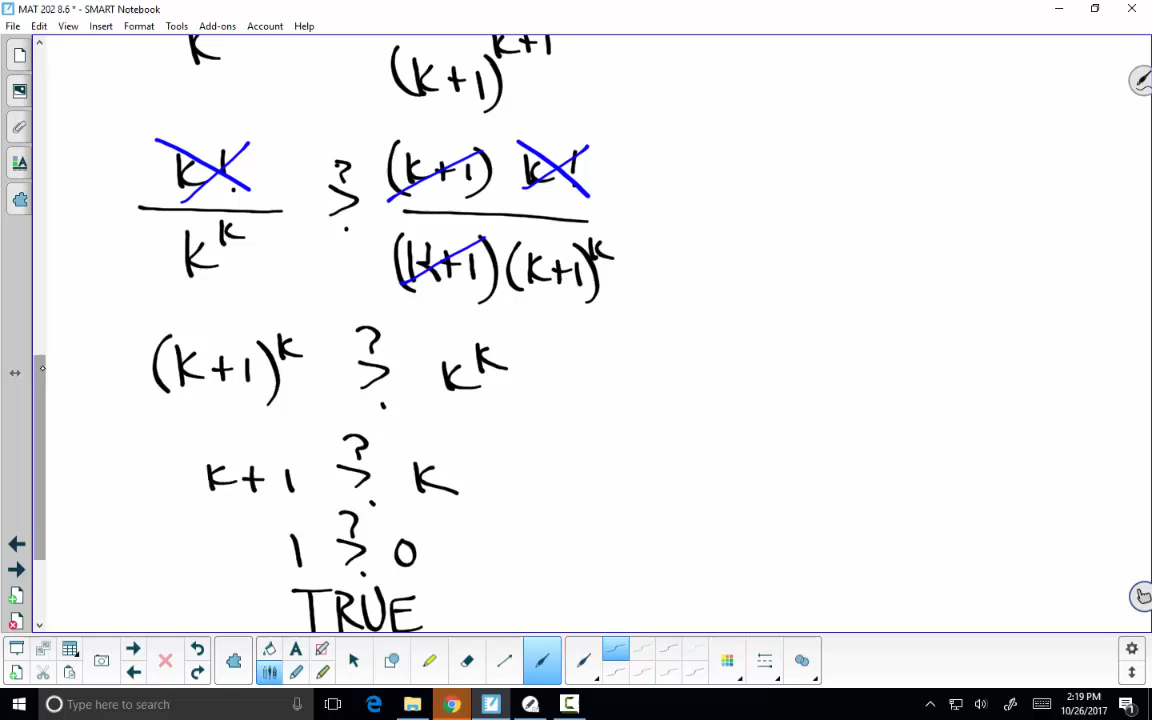 MAT 202 8.6 * - SMART Notebook
File Edit View Insert Format Tools Add-ons Account Help
k (k+1)^(k+1)
k! ? > (k+1) k!
k^k (k+1)(k+1)^k
(k+1)^k ? > k^k
k+1 ? > k
1 ? > 0
TRUE
Type here to search
2:19 PM
10/26/2017